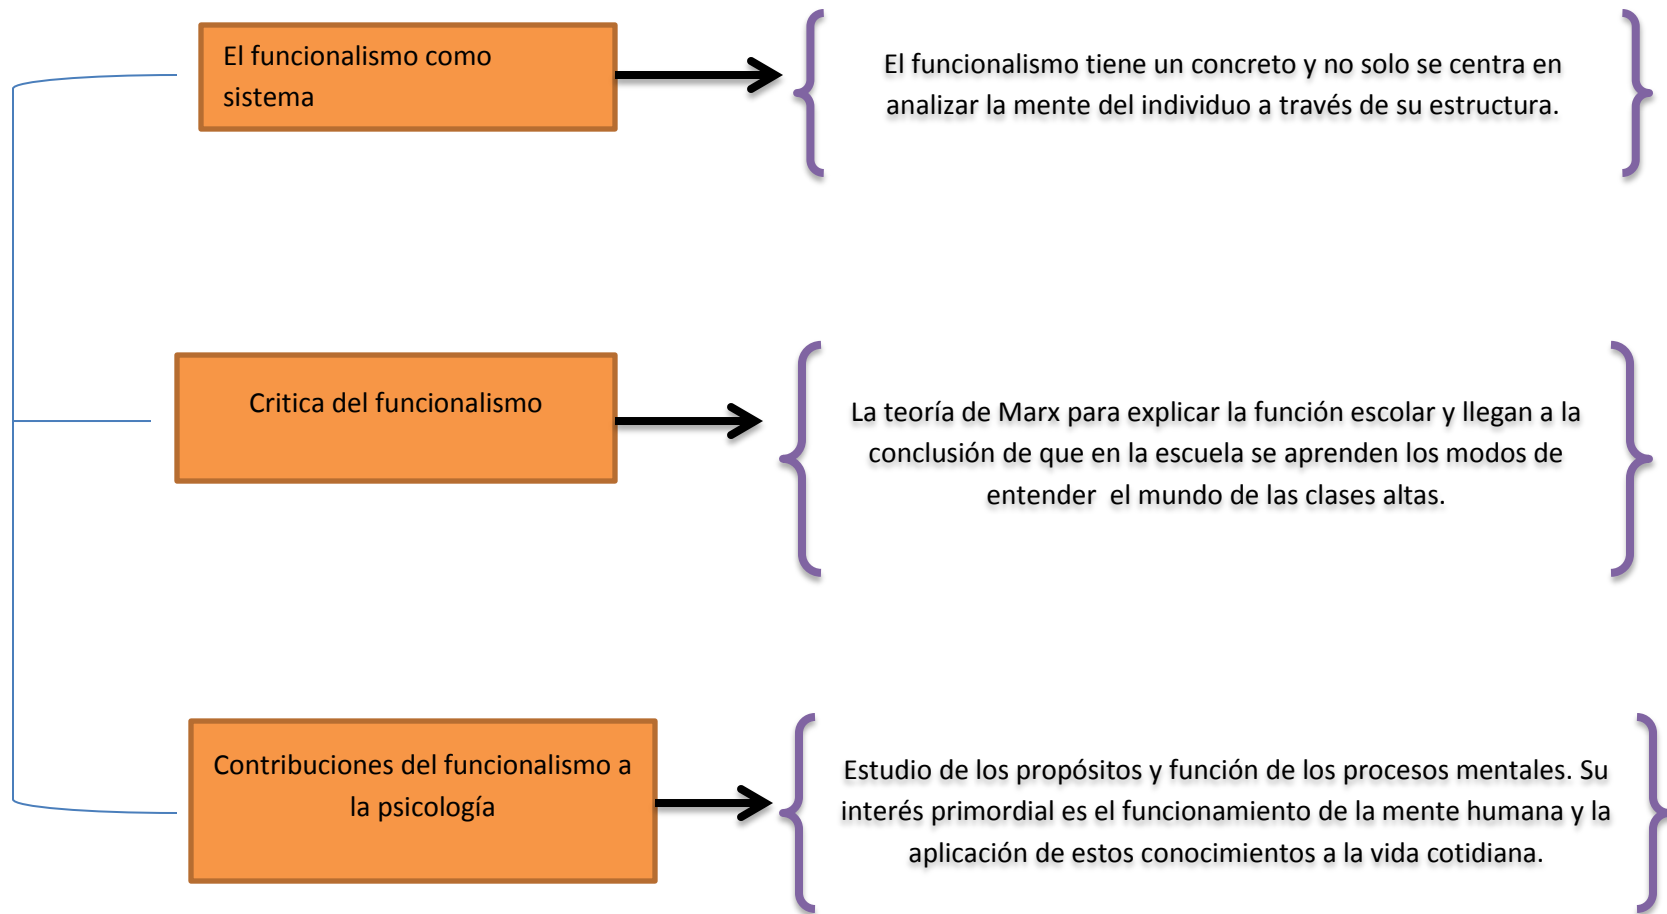 El funcionalismo como
sistema
El funcionalismo tiene un concreto y no solo se centra en
analizar la mente del individuo a través de su estructura.
Critica del funcionalismo
La teoría de Marx para explicar la función escolar y llegan a la
conclusión de que en la escuela se aprenden los modos de
entender  el mundo de las clases altas.
Contribuciones del funcionalismo a
la psicología
Estudio de los propósitos y función de los procesos mentales. Su
interés primordial es el funcionamiento de la mente humana y la
aplicación de estos conocimientos a la vida cotidiana.